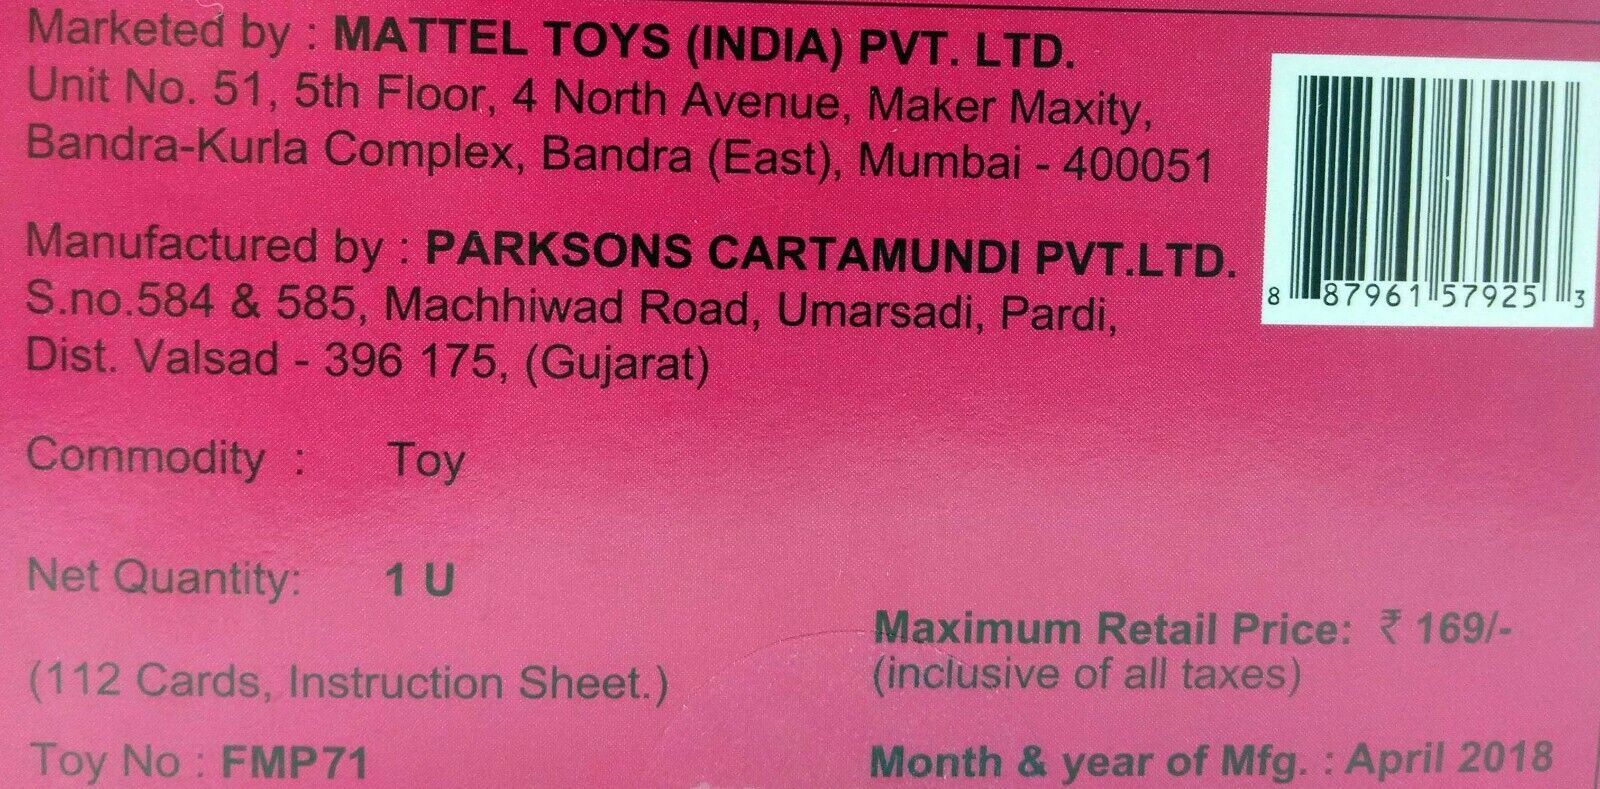 Marketed by : MATTEL TOYS (INDIA) PVT. LTD.
Unit No. 51, 5th Floor, 4 North Avenue, Maker Maxity,
Bandra-Kurla Complex, Bandra (East), Mumbai - 400051
8 87961 57925 3
Manufactured by : PARKSONS CARTAMUNDI PVT.LTD.
S.no.584 & 585, Machhiwad Road, Umarsadi, Pardi,
Dist. Valsad - 396 175, (Gujarat)
Commodity : Toy
Net Quantity: 1 U
(112 Cards, Instruction Sheet.)
Toy No : FMP71
Maximum Retail Price: ₹ 169/-
(inclusive of all taxes)
Month & year of Mfg. : April 2018